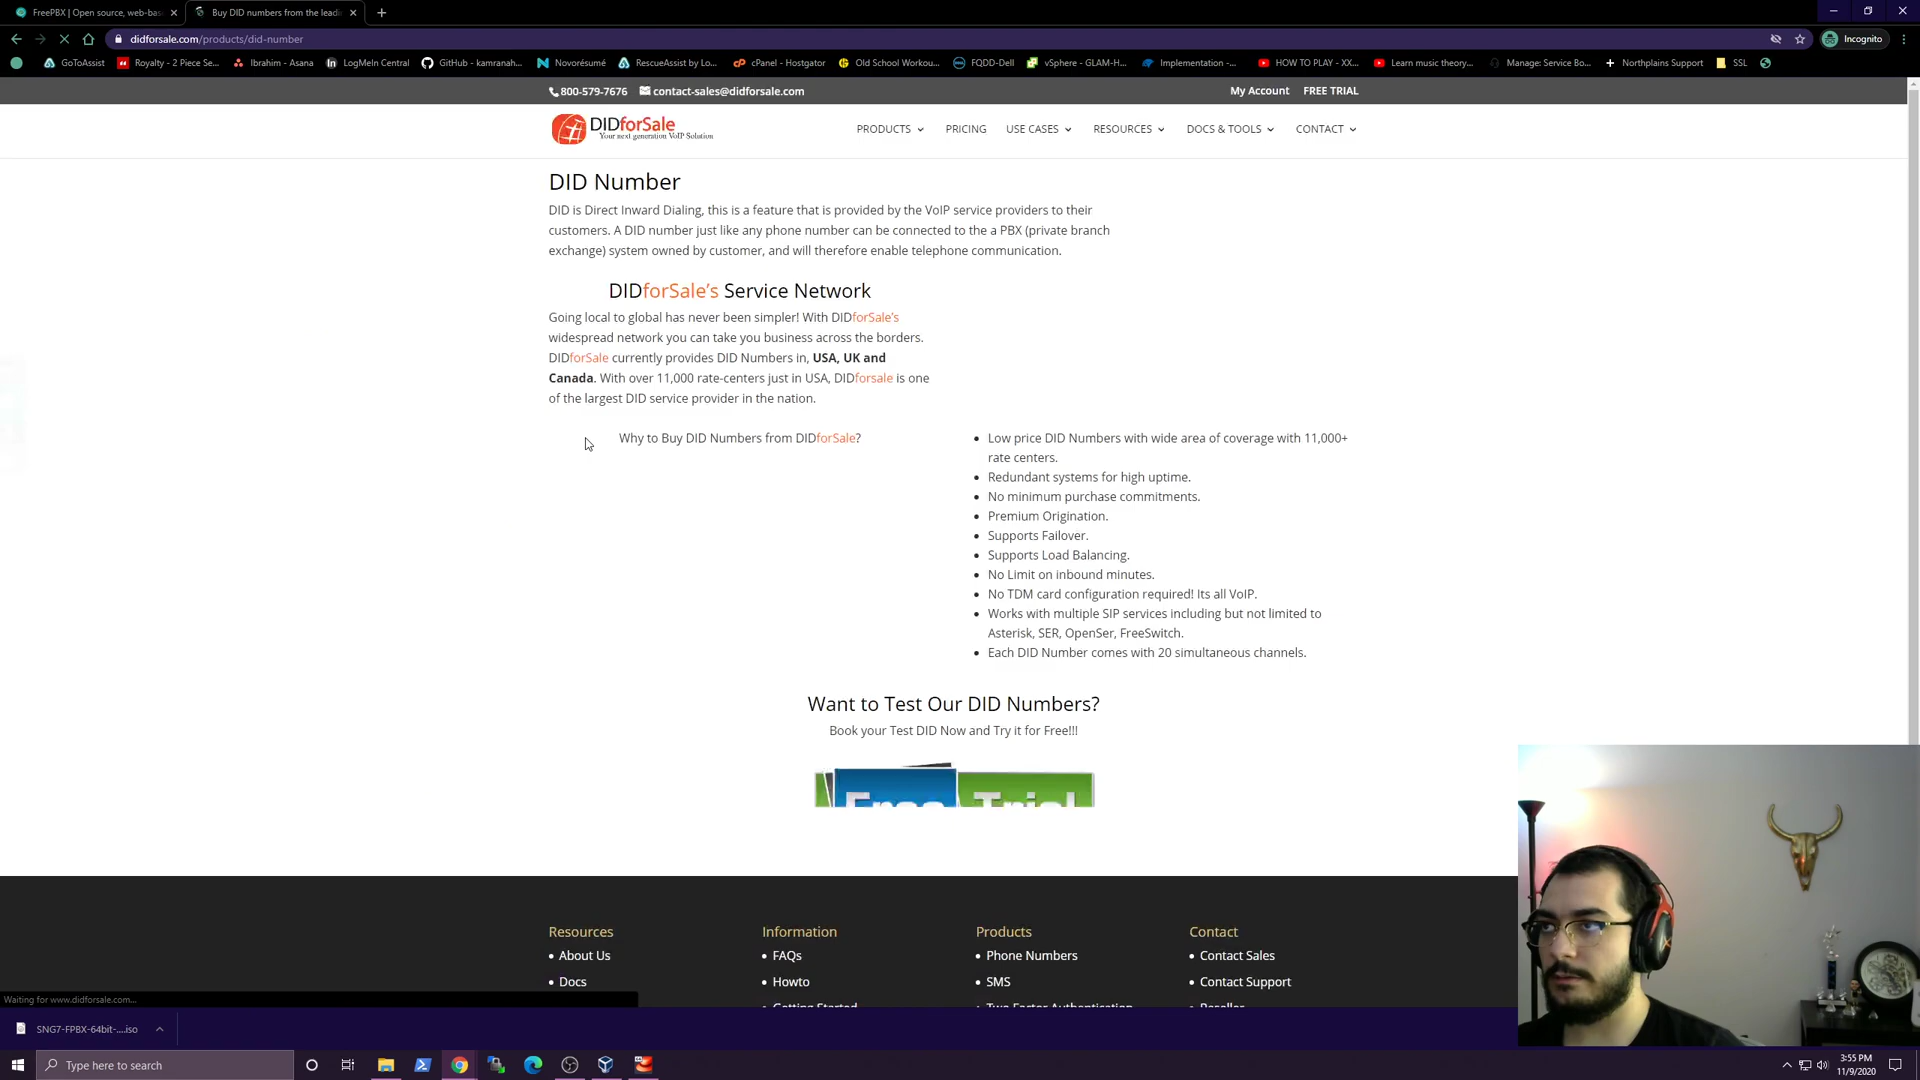 FreePBX | Open source, web-bas
Buy DID numbers from the leadi
didforsale.com/products/did-number
Incognito
GoToAssist
Royalty - 2 Piece Se...
Ibrahim - Asana
LogMeIn Central
GitHub - kamranah...
Novorésumé
RescueAssist by Lo...
cPanel - Hostgator
Old School Workou...
FQDD-Dell
vSphere - GLAM-H...
Implementation -...
HOW TO PLAY - XX...
Learn music theory...
Manage: Service Bo...
Northplains Support
SSL
800-579-7676 contact-sales@didforsale.com
My Account FREE TRIAL
DIDforSale
Your next generation VoIP Solution
PRODUCTS PRICING USE CASES RESOURCES DOCS & TOOLS CONTACT
DID Number
DID is Direct Inward Dialing, this is a feature that is provided by the VoIP service providers to their
customers. A DID number just like any phone number can be connected to the a PBX (private branch
exchange) system owned by customer, and will therefore enable telephone communication.
DIDforSale's Service Network
Going local to global has never been simpler! With DIDforSale's
widespread network you can take you business across the borders.
DIDforSale currently provides DID Numbers in, USA, UK and
Canada. With over 11,000 rate-centers just in USA, DIDforsale is one
of the largest DID service provider in the nation.
Why to Buy DID Numbers from DIDforSale?
Low price DID Numbers with wide area of coverage with 11,000+
rate centers.
Redundant systems for high uptime.
No minimum purchase commitments.
Premium Origination.
Supports Failover.
Supports Load Balancing.
No Limit on inbound minutes.
No TDM card configuration required! Its all VoIP.
Works with multiple SIP services including but not limited to
Asterisk, SER, OpenSer, FreeSwitch.
Each DID Number comes with 20 simultaneous channels.
Want to Test Our DID Numbers?
Book your Test DID Now and Try it for Free!!!
Free Trial
Resources
About Us
Docs
Information
FAQs
Howto
Getting Started
Products
Phone Numbers
SMS
Two Factor Authentication
Contact
Contact Sales
Contact Support
Reseller
Waiting for www.didforsale.com...
SNG7-FPBX-64bit-....iso
Type here to search
3:55 PM
11/9/2020